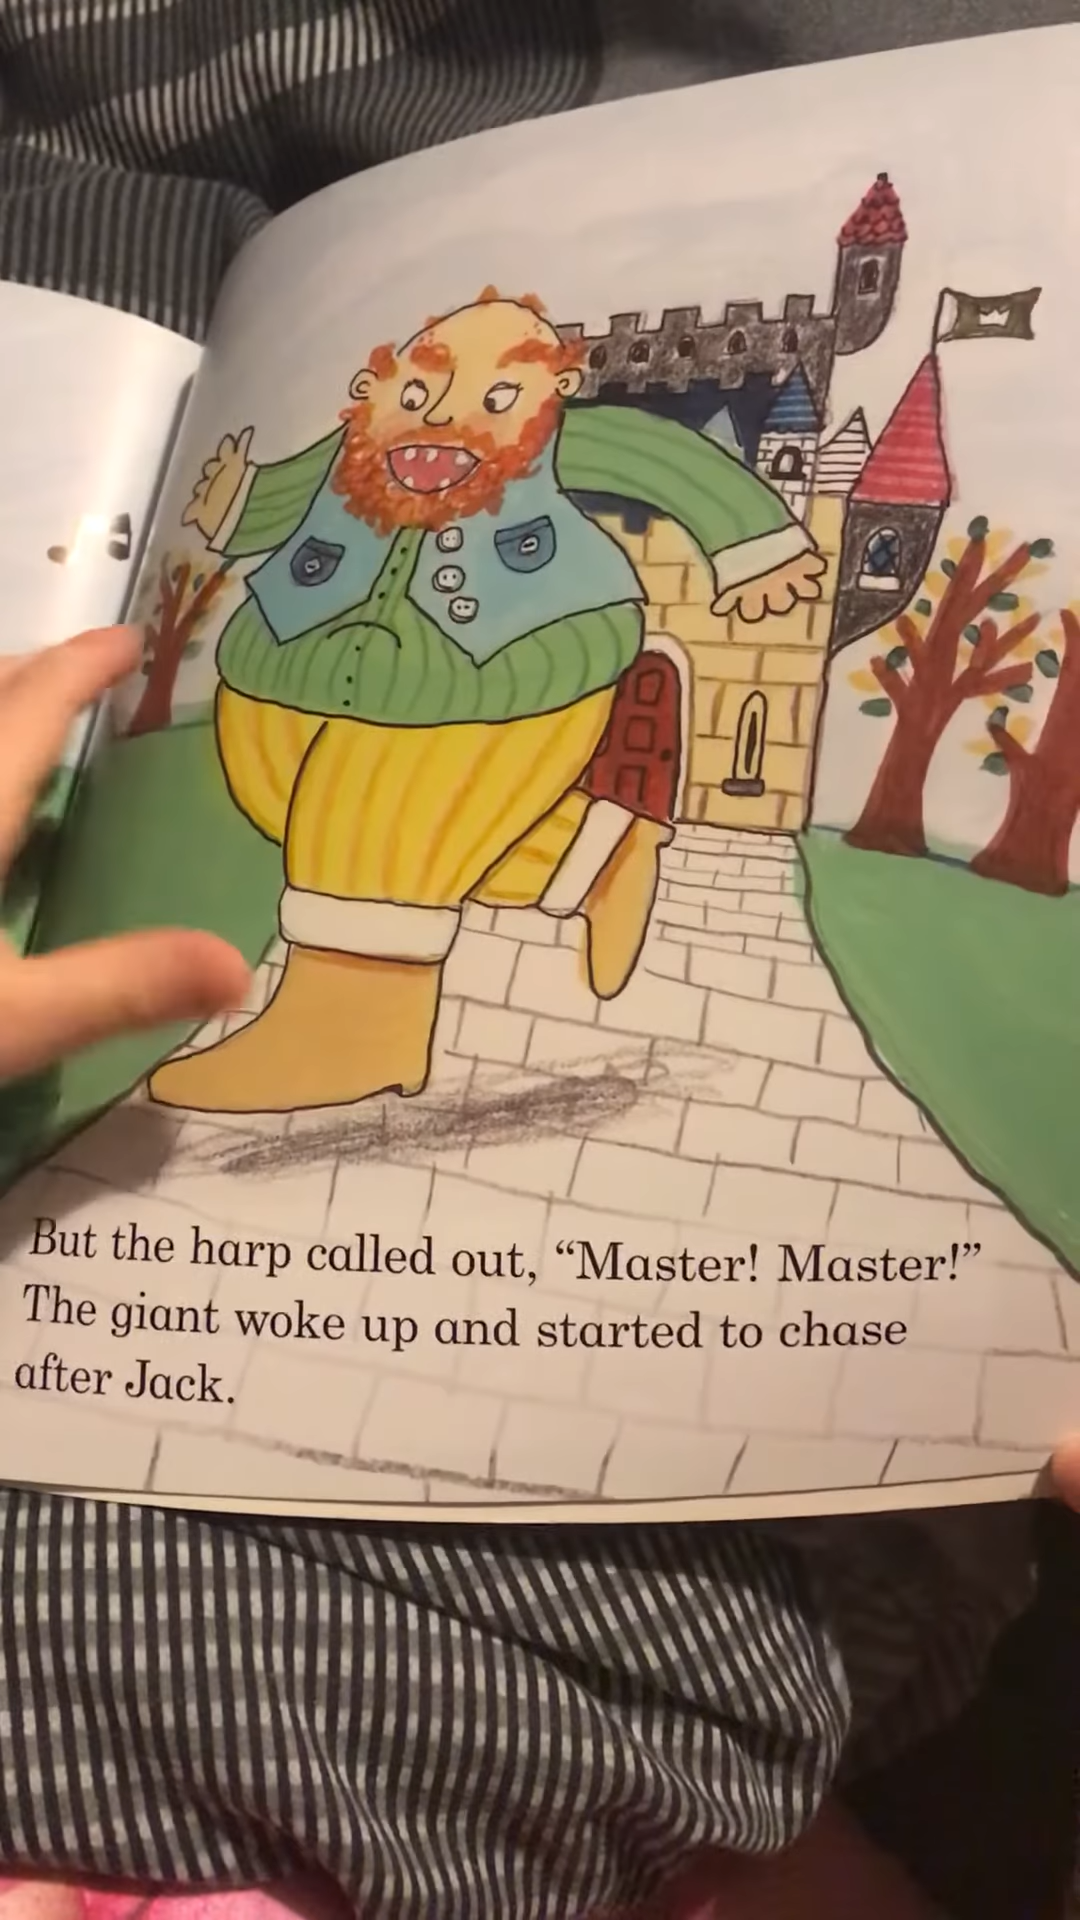 But the harp called out, “Master! Master!”
The giant woke up and started to chase
after Jack.